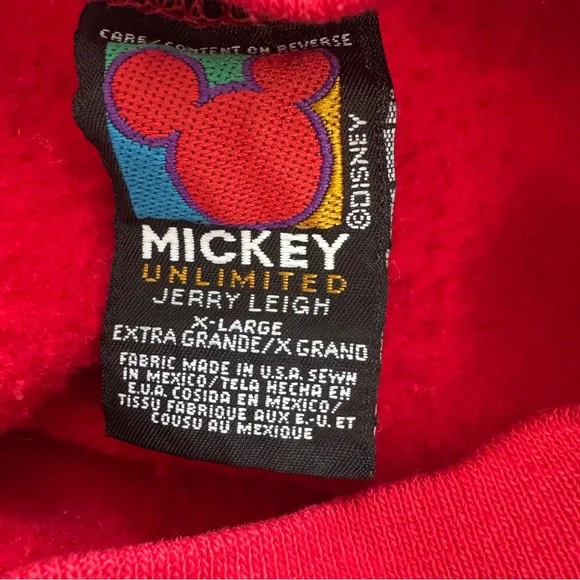 CARE/CONTENT ON REVERSE
©DISNEY
MICKEY
UNLIMITED
JERRY LEIGH
X-LARGE
EXTRA GRANDE/X GRAND
FABRIC MADE IN U.S.A. SEWN
IN MEXICO/TELA HECHA EN
E.U.A. COSIDA EN MEXICO/
TISSU FABRIQUE AUX E.-U. ET
COUSU AU MEXIQUE